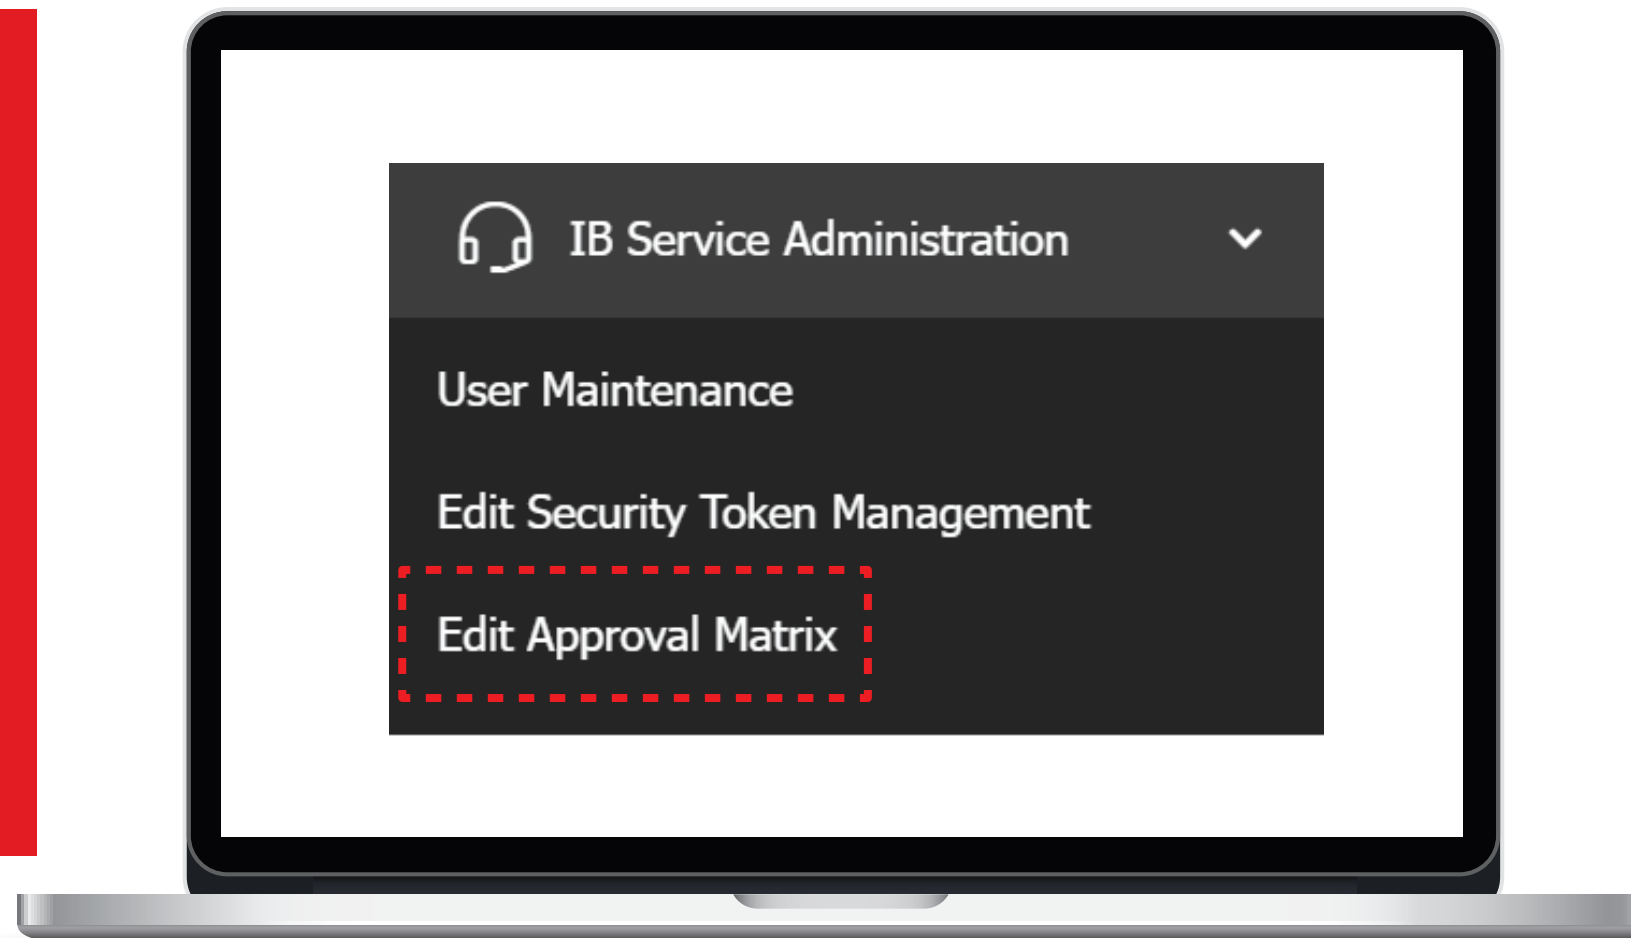 IB Service Administration
User Maintenance
Edit Security Token Management
Edit Approval Matrix